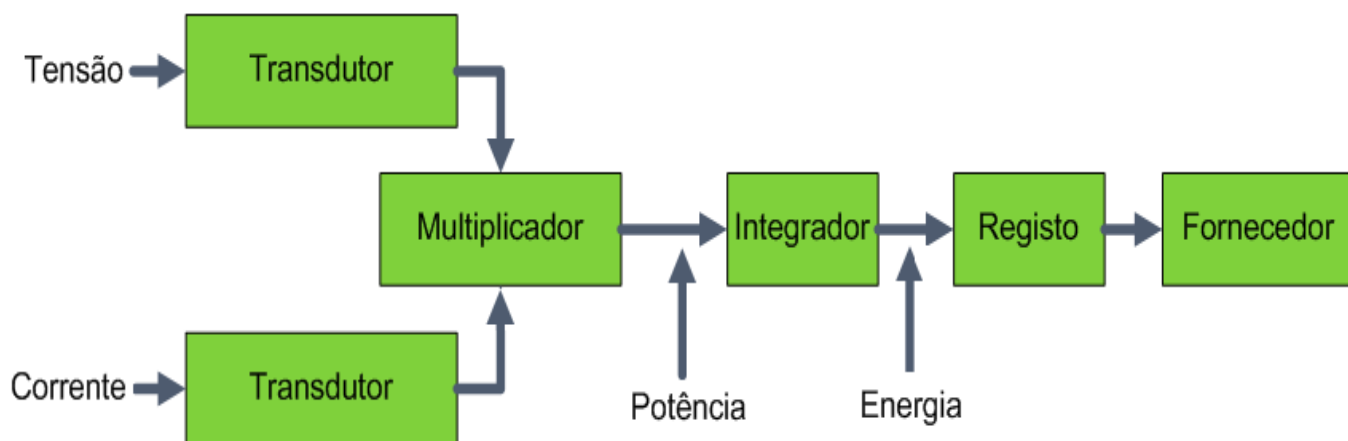 Tensão
Transdutor
Multiplicador
Integrador
Registo
Fornecedor
Corrente
Transdutor
Potência
Energia